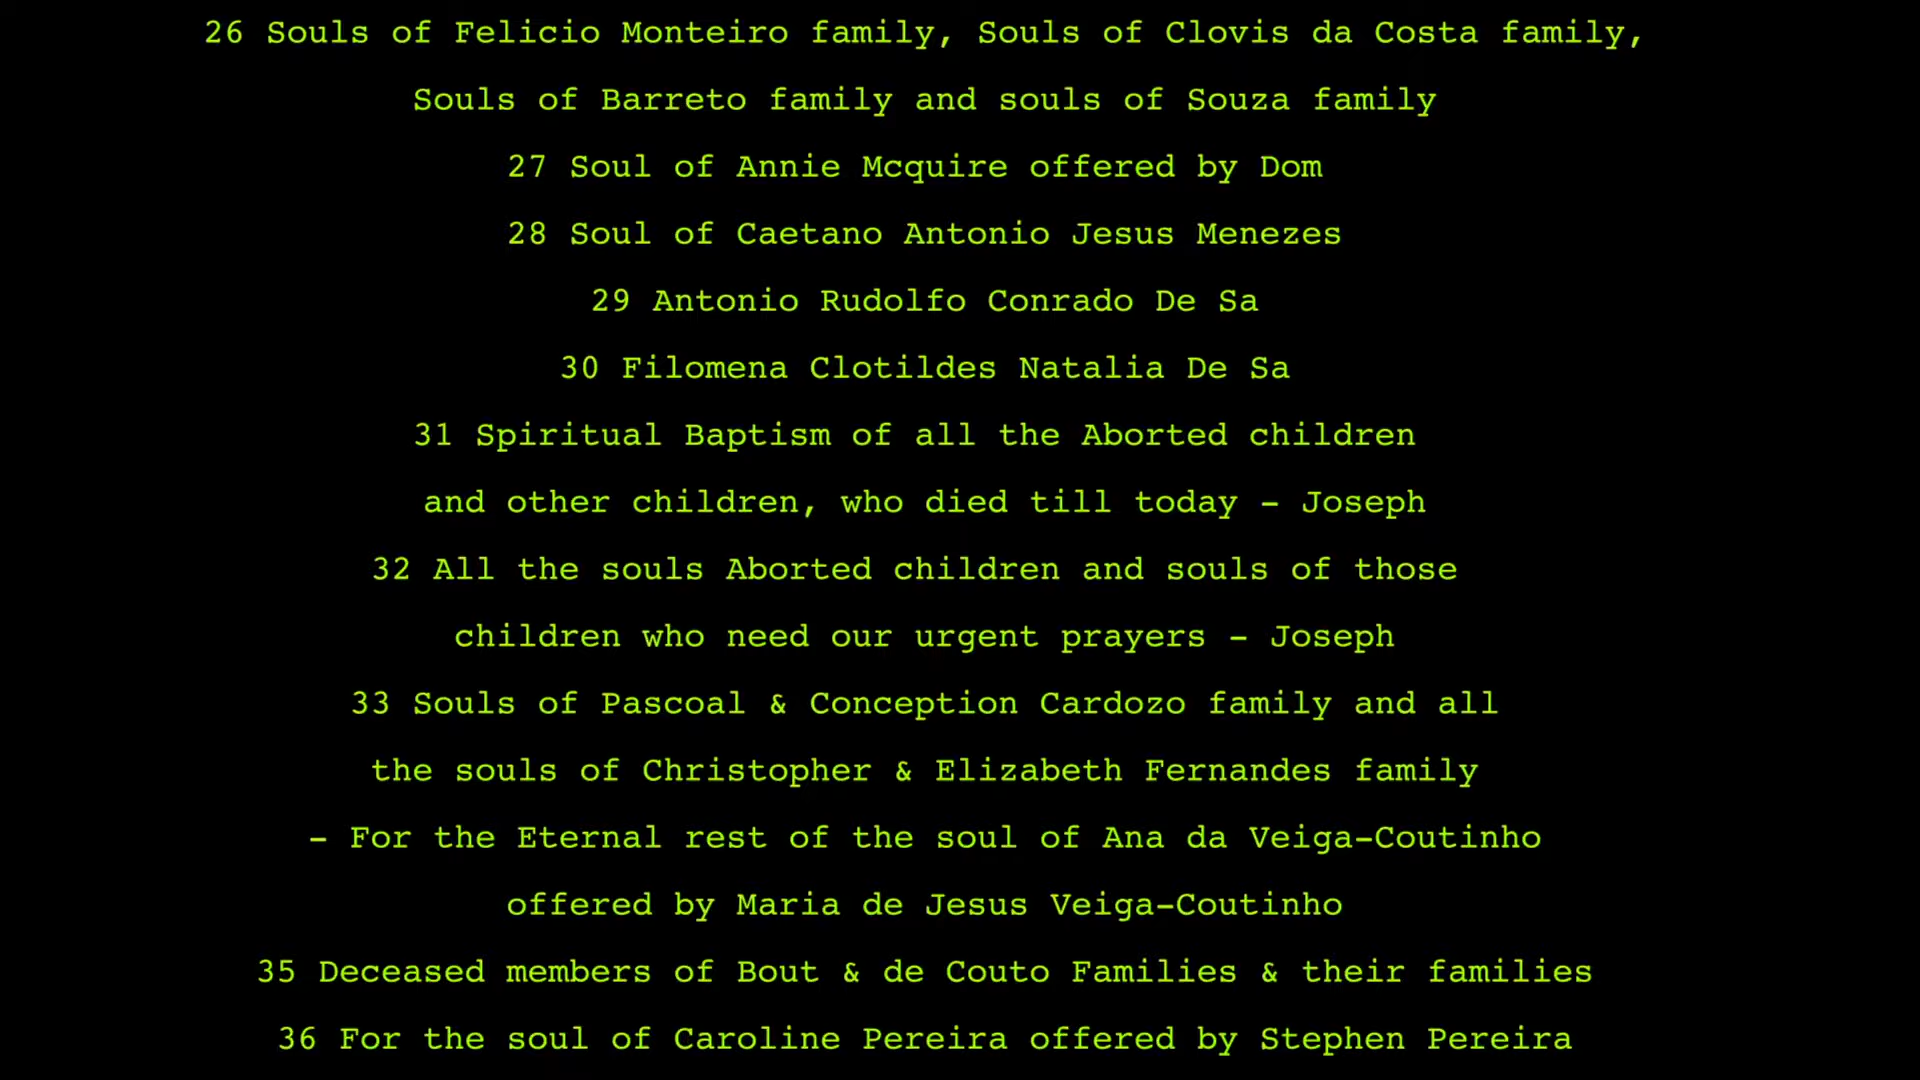 26 Souls of Felicio Monteiro family, Souls of Clovis da Costa family,
Souls of Barreto family and souls of Souza family
27 Soul of Annie Mcquire offered by Dom
28 Soul of Caetano Antonio Jesus Menezes
29 Antonio Rudolfo Conrado De Sa
30 Filomena Clotildes Natalia De Sa
31 Spiritual Baptism of all the Aborted children
and other children, who died till today - Joseph
32 All the souls Aborted children and souls of those
children who need our urgent prayers - Joseph
33 Souls of Pascoal & Conception Cardozo family and all
the souls of Christopher & Elizabeth Fernandes family
- For the Eternal rest of the soul of Ana da Veiga-Coutinho
offered by Maria de Jesus Veiga-Coutinho
35 Deceased members of Bout & de Couto Families & their families
36 For the soul of Caroline Pereira offered by Stephen Pereira